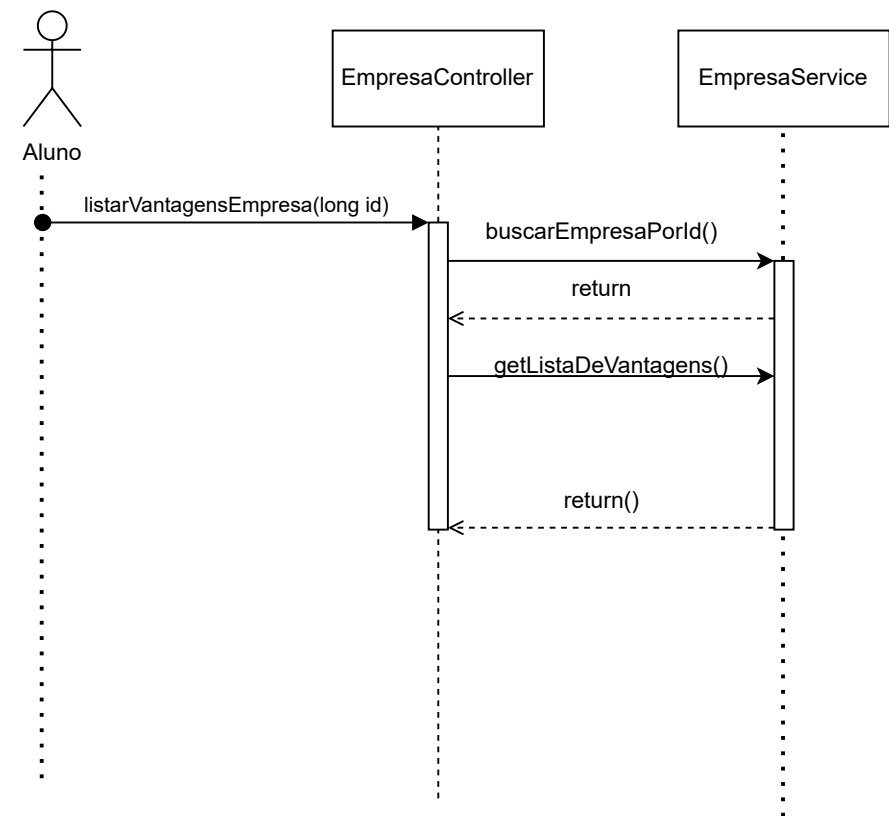 EmpresaController
EmpresaService
Aluno
listarVantagensEmpresa(long id)
buscarEmpresaPorId()
return
getListaDeVantagens()
return()